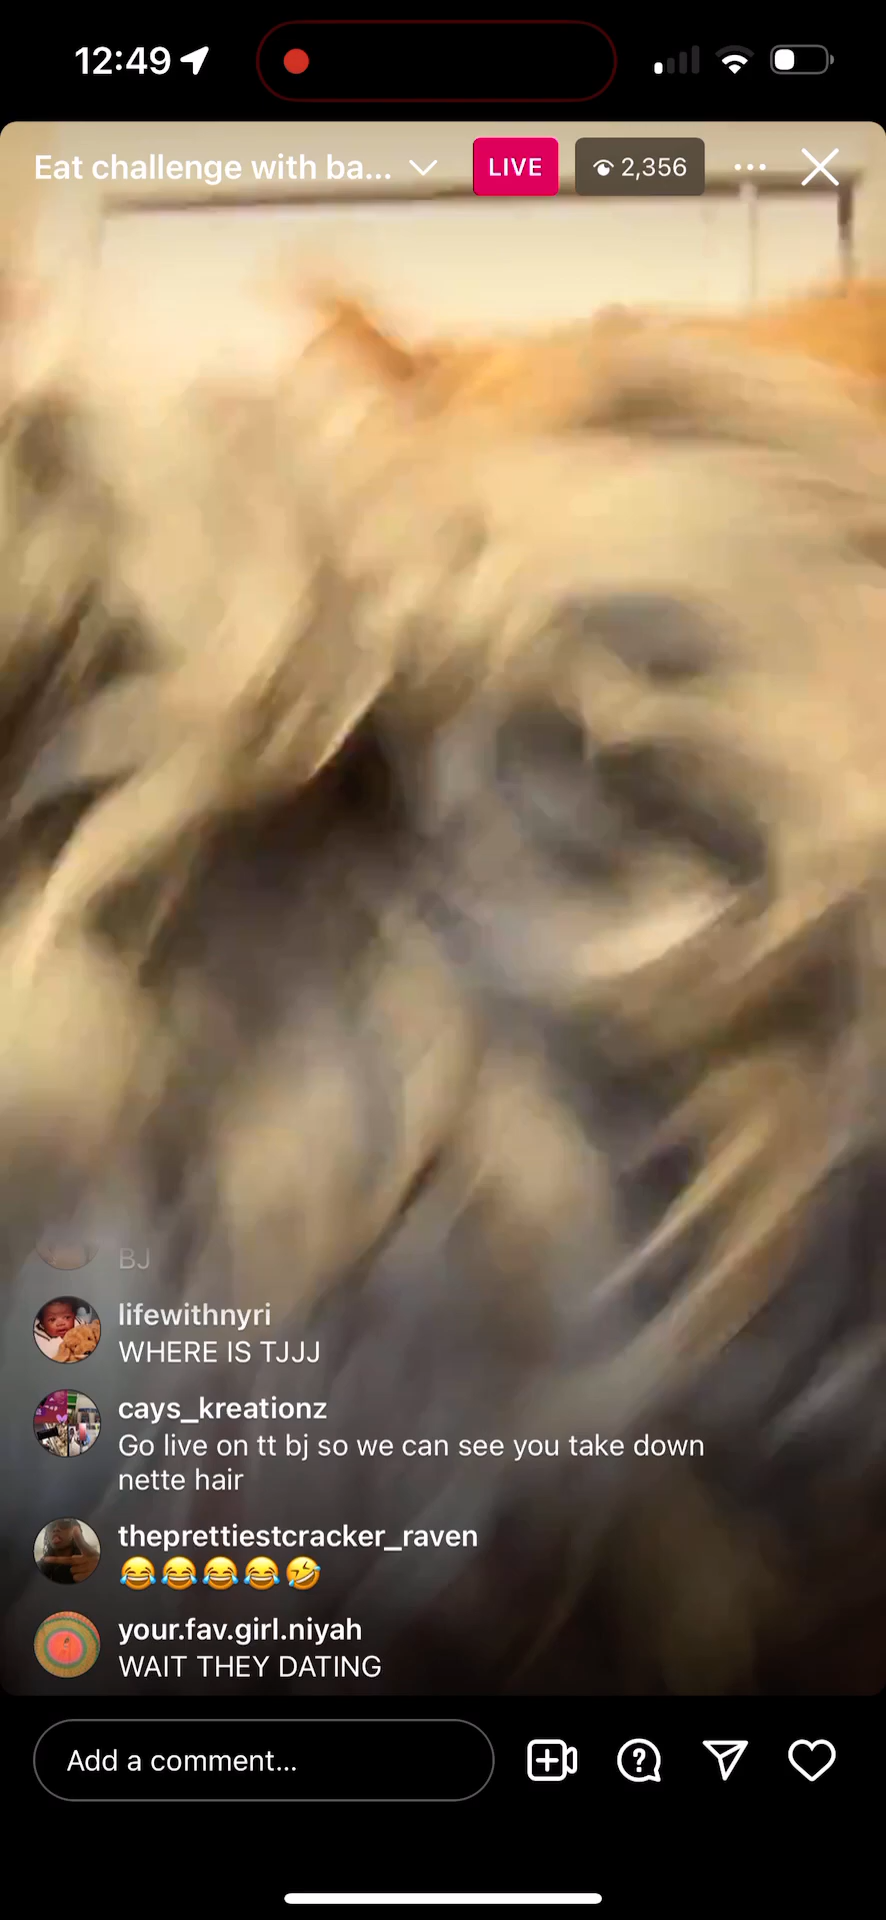 12:49
Eat challenge with ba...
LIVE
2,356
BJ
lifewithnyri
WHERE IS TJJJ
cays_kreationz
Go live on tt bj so we can see you take down
nette hair
theprettiestcracker_raven
😂😂😂😂🤣
your.fav.girl.niyah
WAIT THEY DATING
Add a comment...